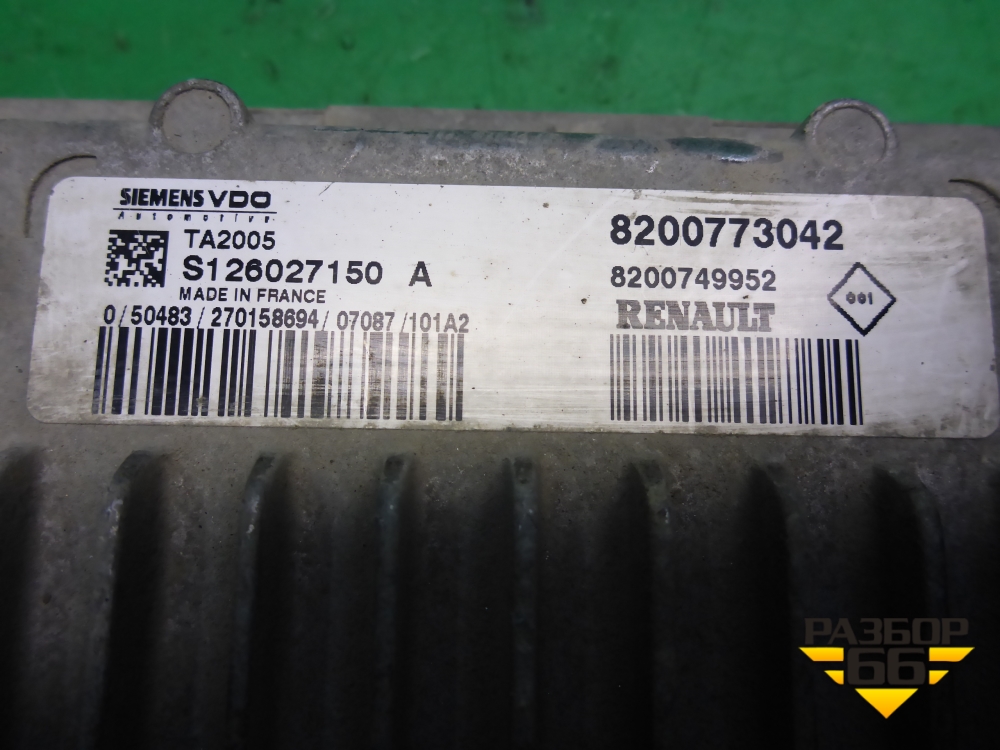 SIEMENS VDO
Automotive
TA2005
S126027150 A
MADE IN FRANCE
0/50483/270158694/07087/101A2
8200773042
8200749952
RENAULT
001
РАЗБОР
66